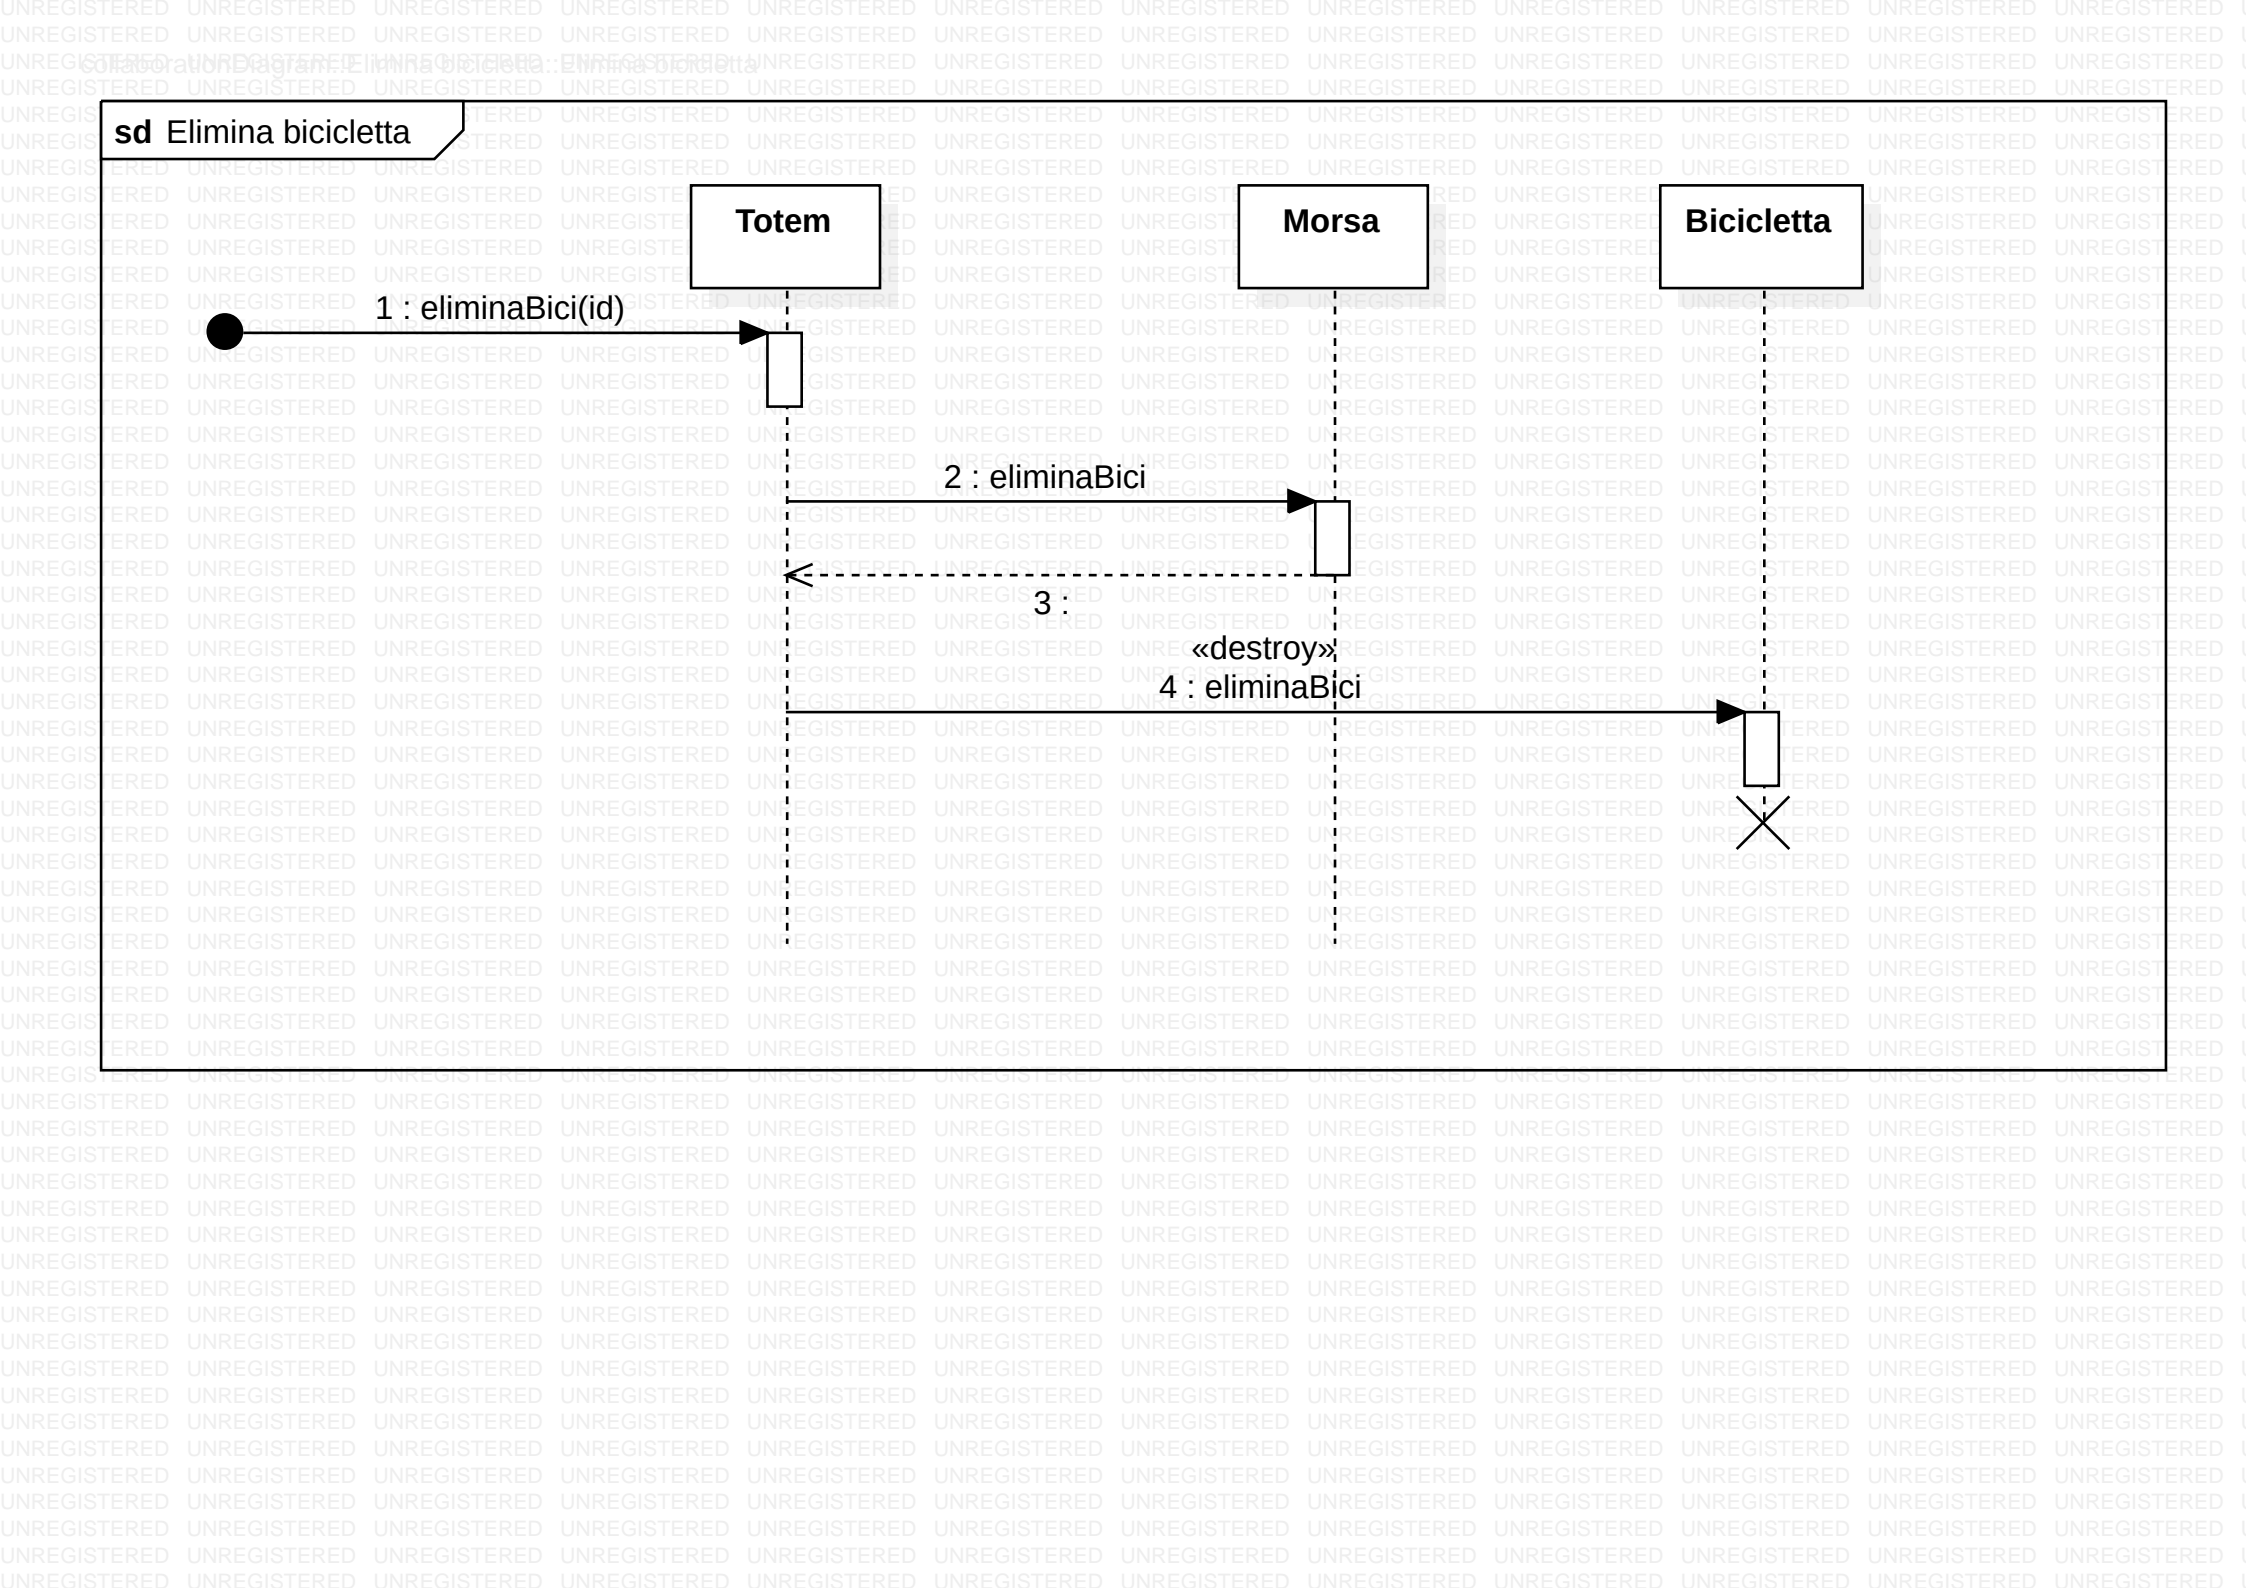 collaborationDiagram::Elimina bicicletta::Elimina bicicletta
sd Elimina bicicletta
Totem
Morsa
Bicicletta
1 : eliminaBici(id)
2 : eliminaBici
3 :
«destroy»
4 : eliminaBici
UNREGISTERED